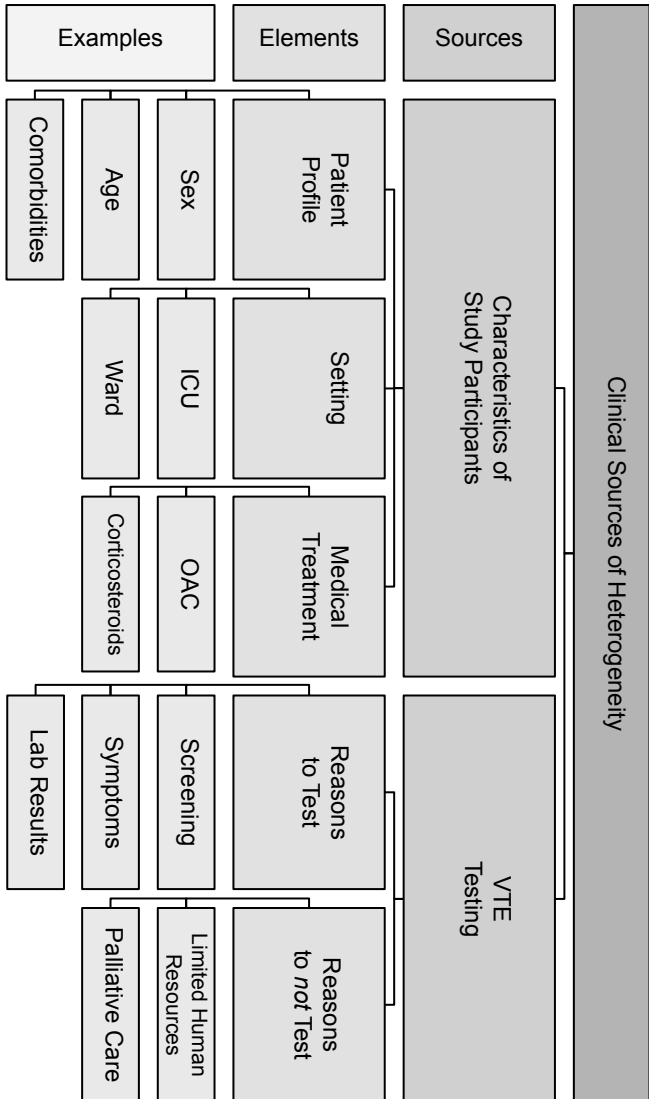 Clinical Sources of Heterogeneity
Sources
Characteristics of
Study Participants
VTE
Testing
Elements
Patient
Profile
Setting
Medical
Treatment
Reasons
to Test
Reasons
to not Test
Examples
Sex
ICU
OAC
Screening
Limited Human
Resources
Age
Ward
Corticosteroids
Symptoms
Palliative Care
Comorbidities
Lab Results